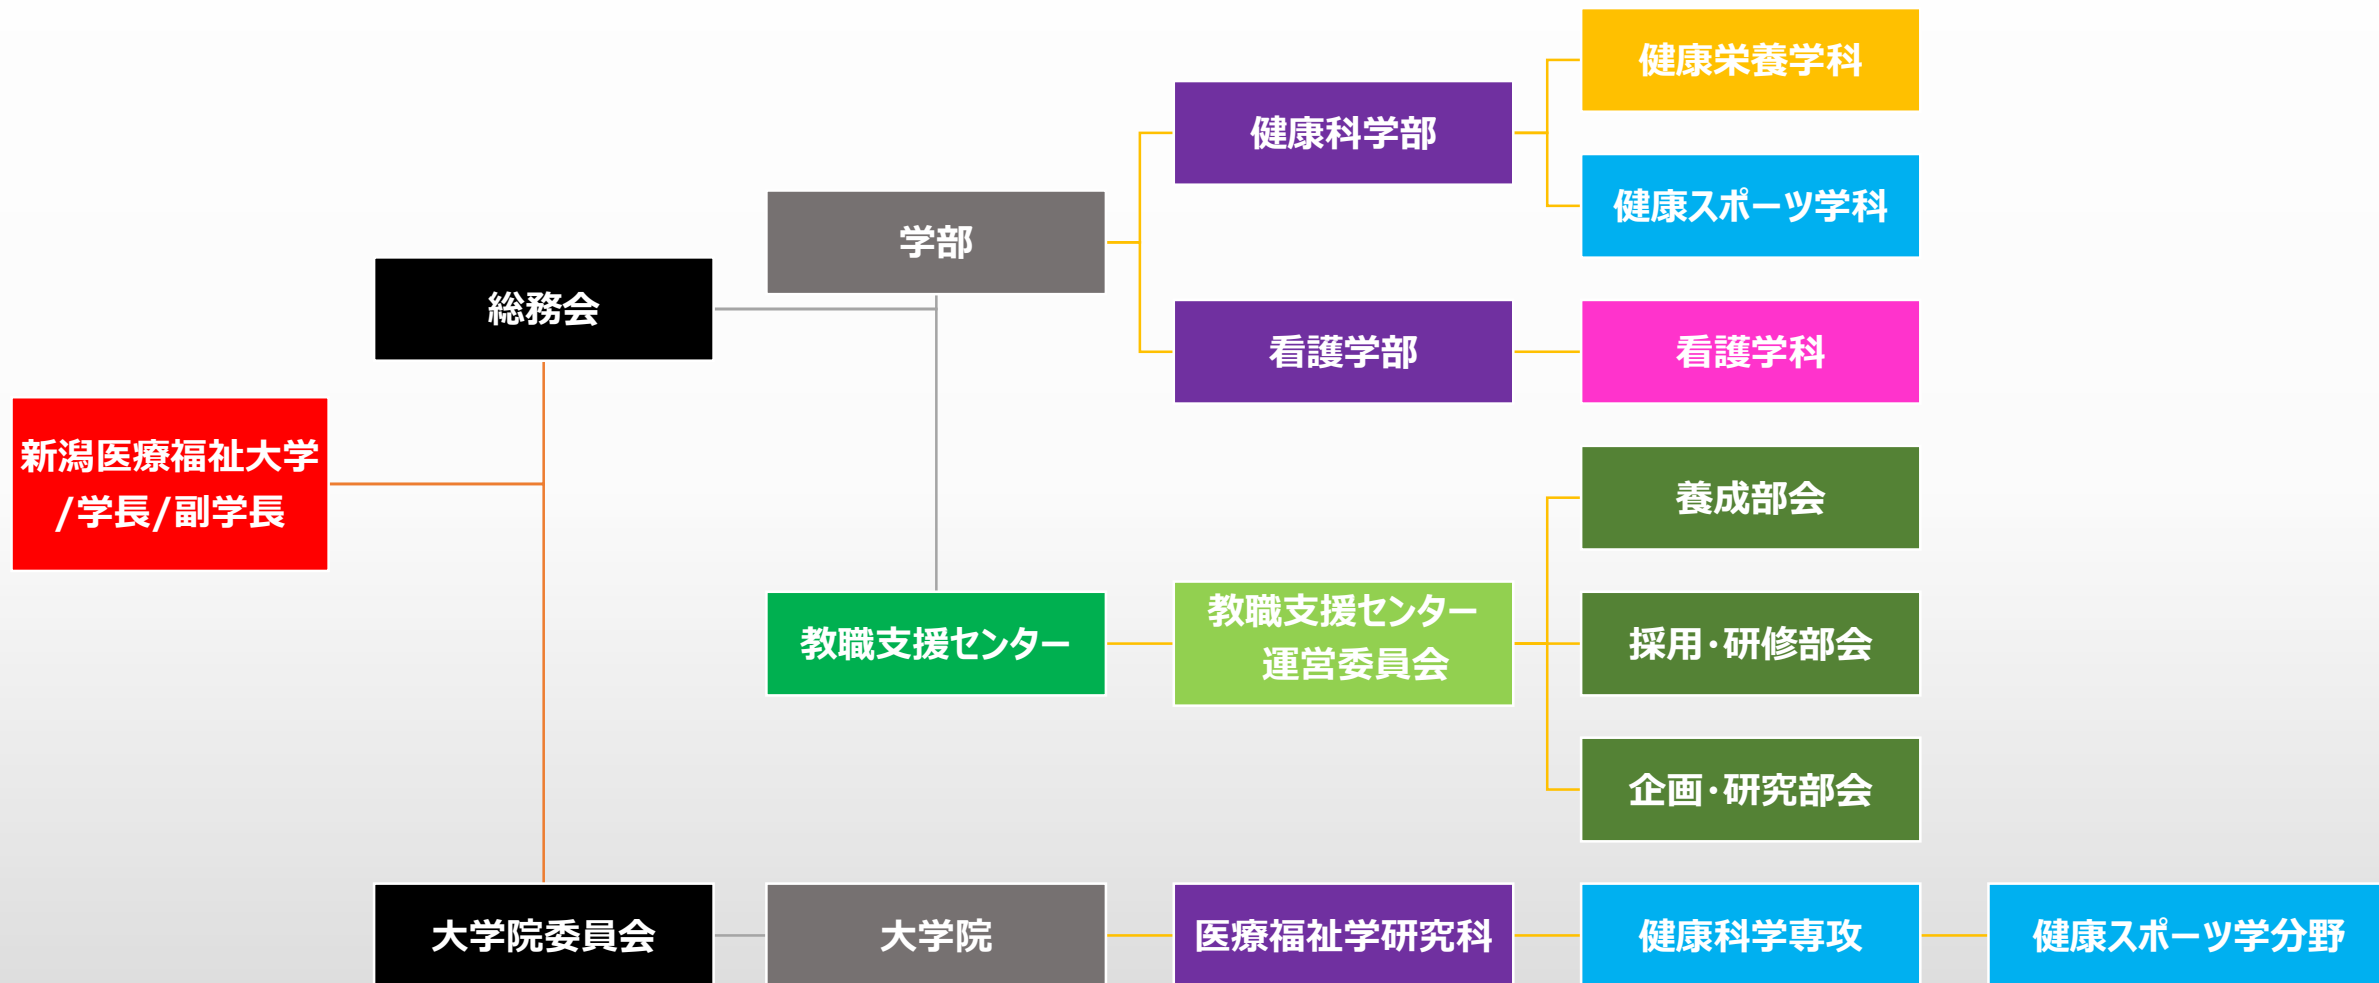 健康栄養学科
健康科学部
健康スポーツ学科
学部
総務会
看護学部
看護学科
新潟医療福祉大学
/学長/副学長
養成部会
教職支援センター
教職支援センター
運営委員会
採用・研修部会
企画・研究部会
大学院委員会
大学院
医療福祉学研究科
健康科学専攻
健康スポーツ学分野